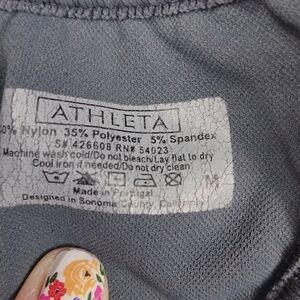 ATHLETA
0% Nylon 35% Polyester 5% Spandex
S# 426608 RN# 54023
Machine wash cold/Do not bleach/Lay flat to dry
Cool iron if needed/Do not dry clean
M
Made in Portugal
Designed in Sonoma County, California